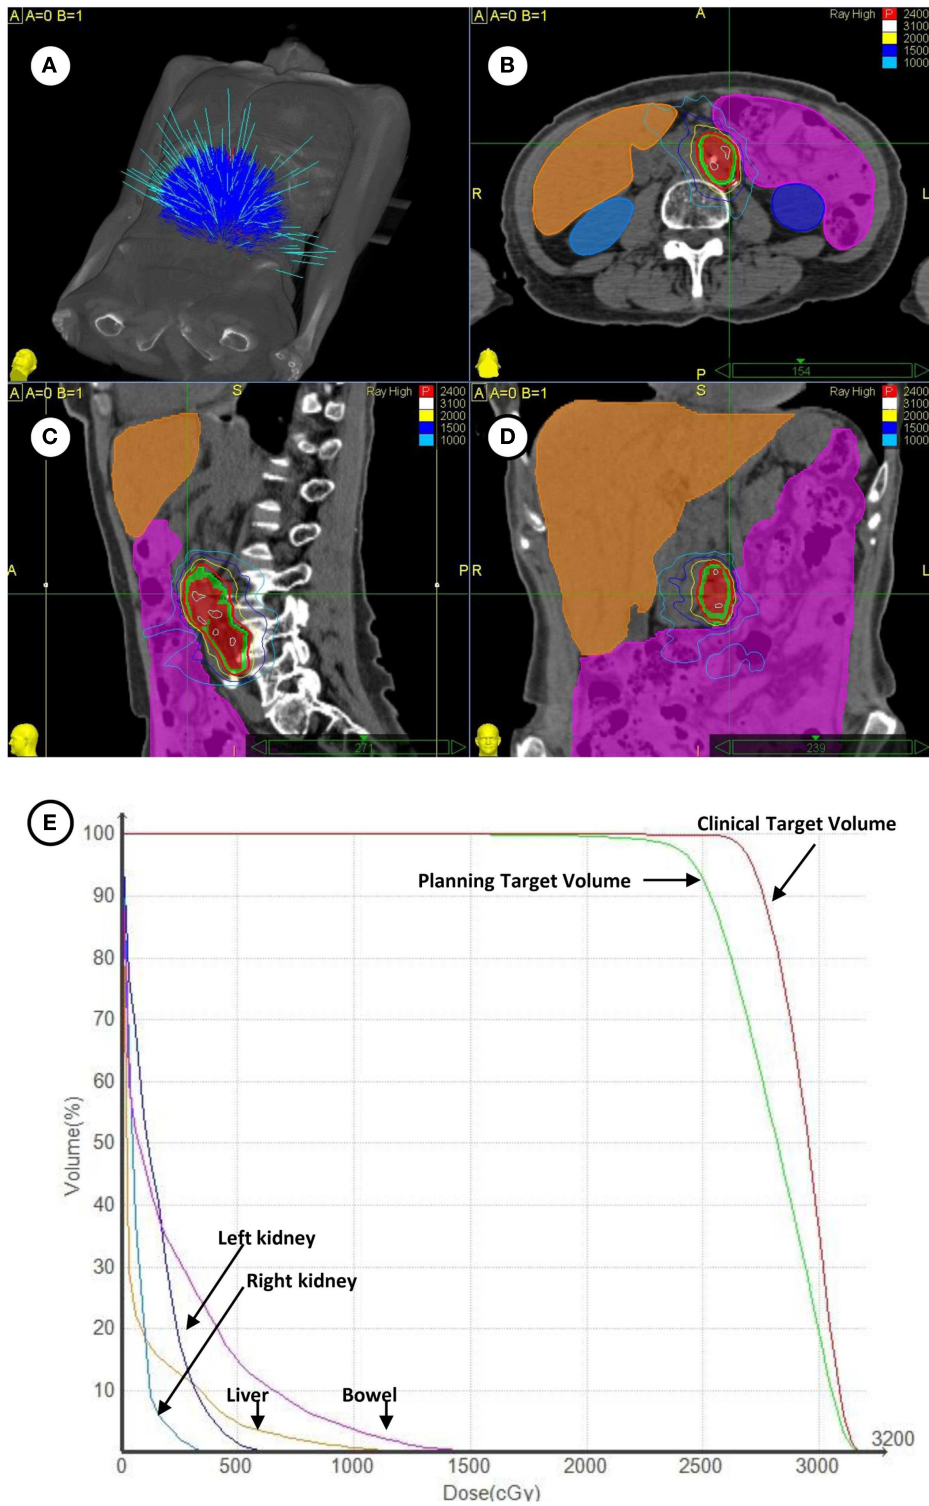 A A=0 B=1
A
A A=0 B=1
A
Ray High
P 2400
3100
2000
1500
1000
B
R
L
P
154
A A=0 B=1
S
Ray High
P 2400
3100
2000
1500
1000
C
A
P
I
271
A A=0 B=1
S
Ray High
P 2400
3100
2000
1500
1000
D
R
L
I
239
E
100
90
80
70
60
50
40
30
20
10
Volume(%)
Clinical Target Volume
Planning Target Volume
Left kidney
Right kidney
Liver
Bowel
3200
0
500
1000
1500
2000
2500
3000
Dose(cGy)